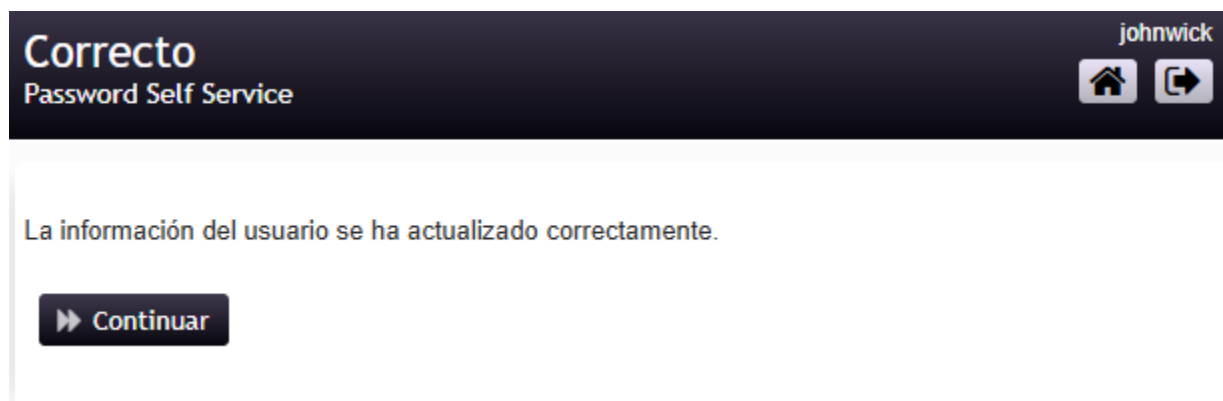 Correcto
johnwick
Password Self Service
La información del usuario se ha actualizado correctamente.
Continuar